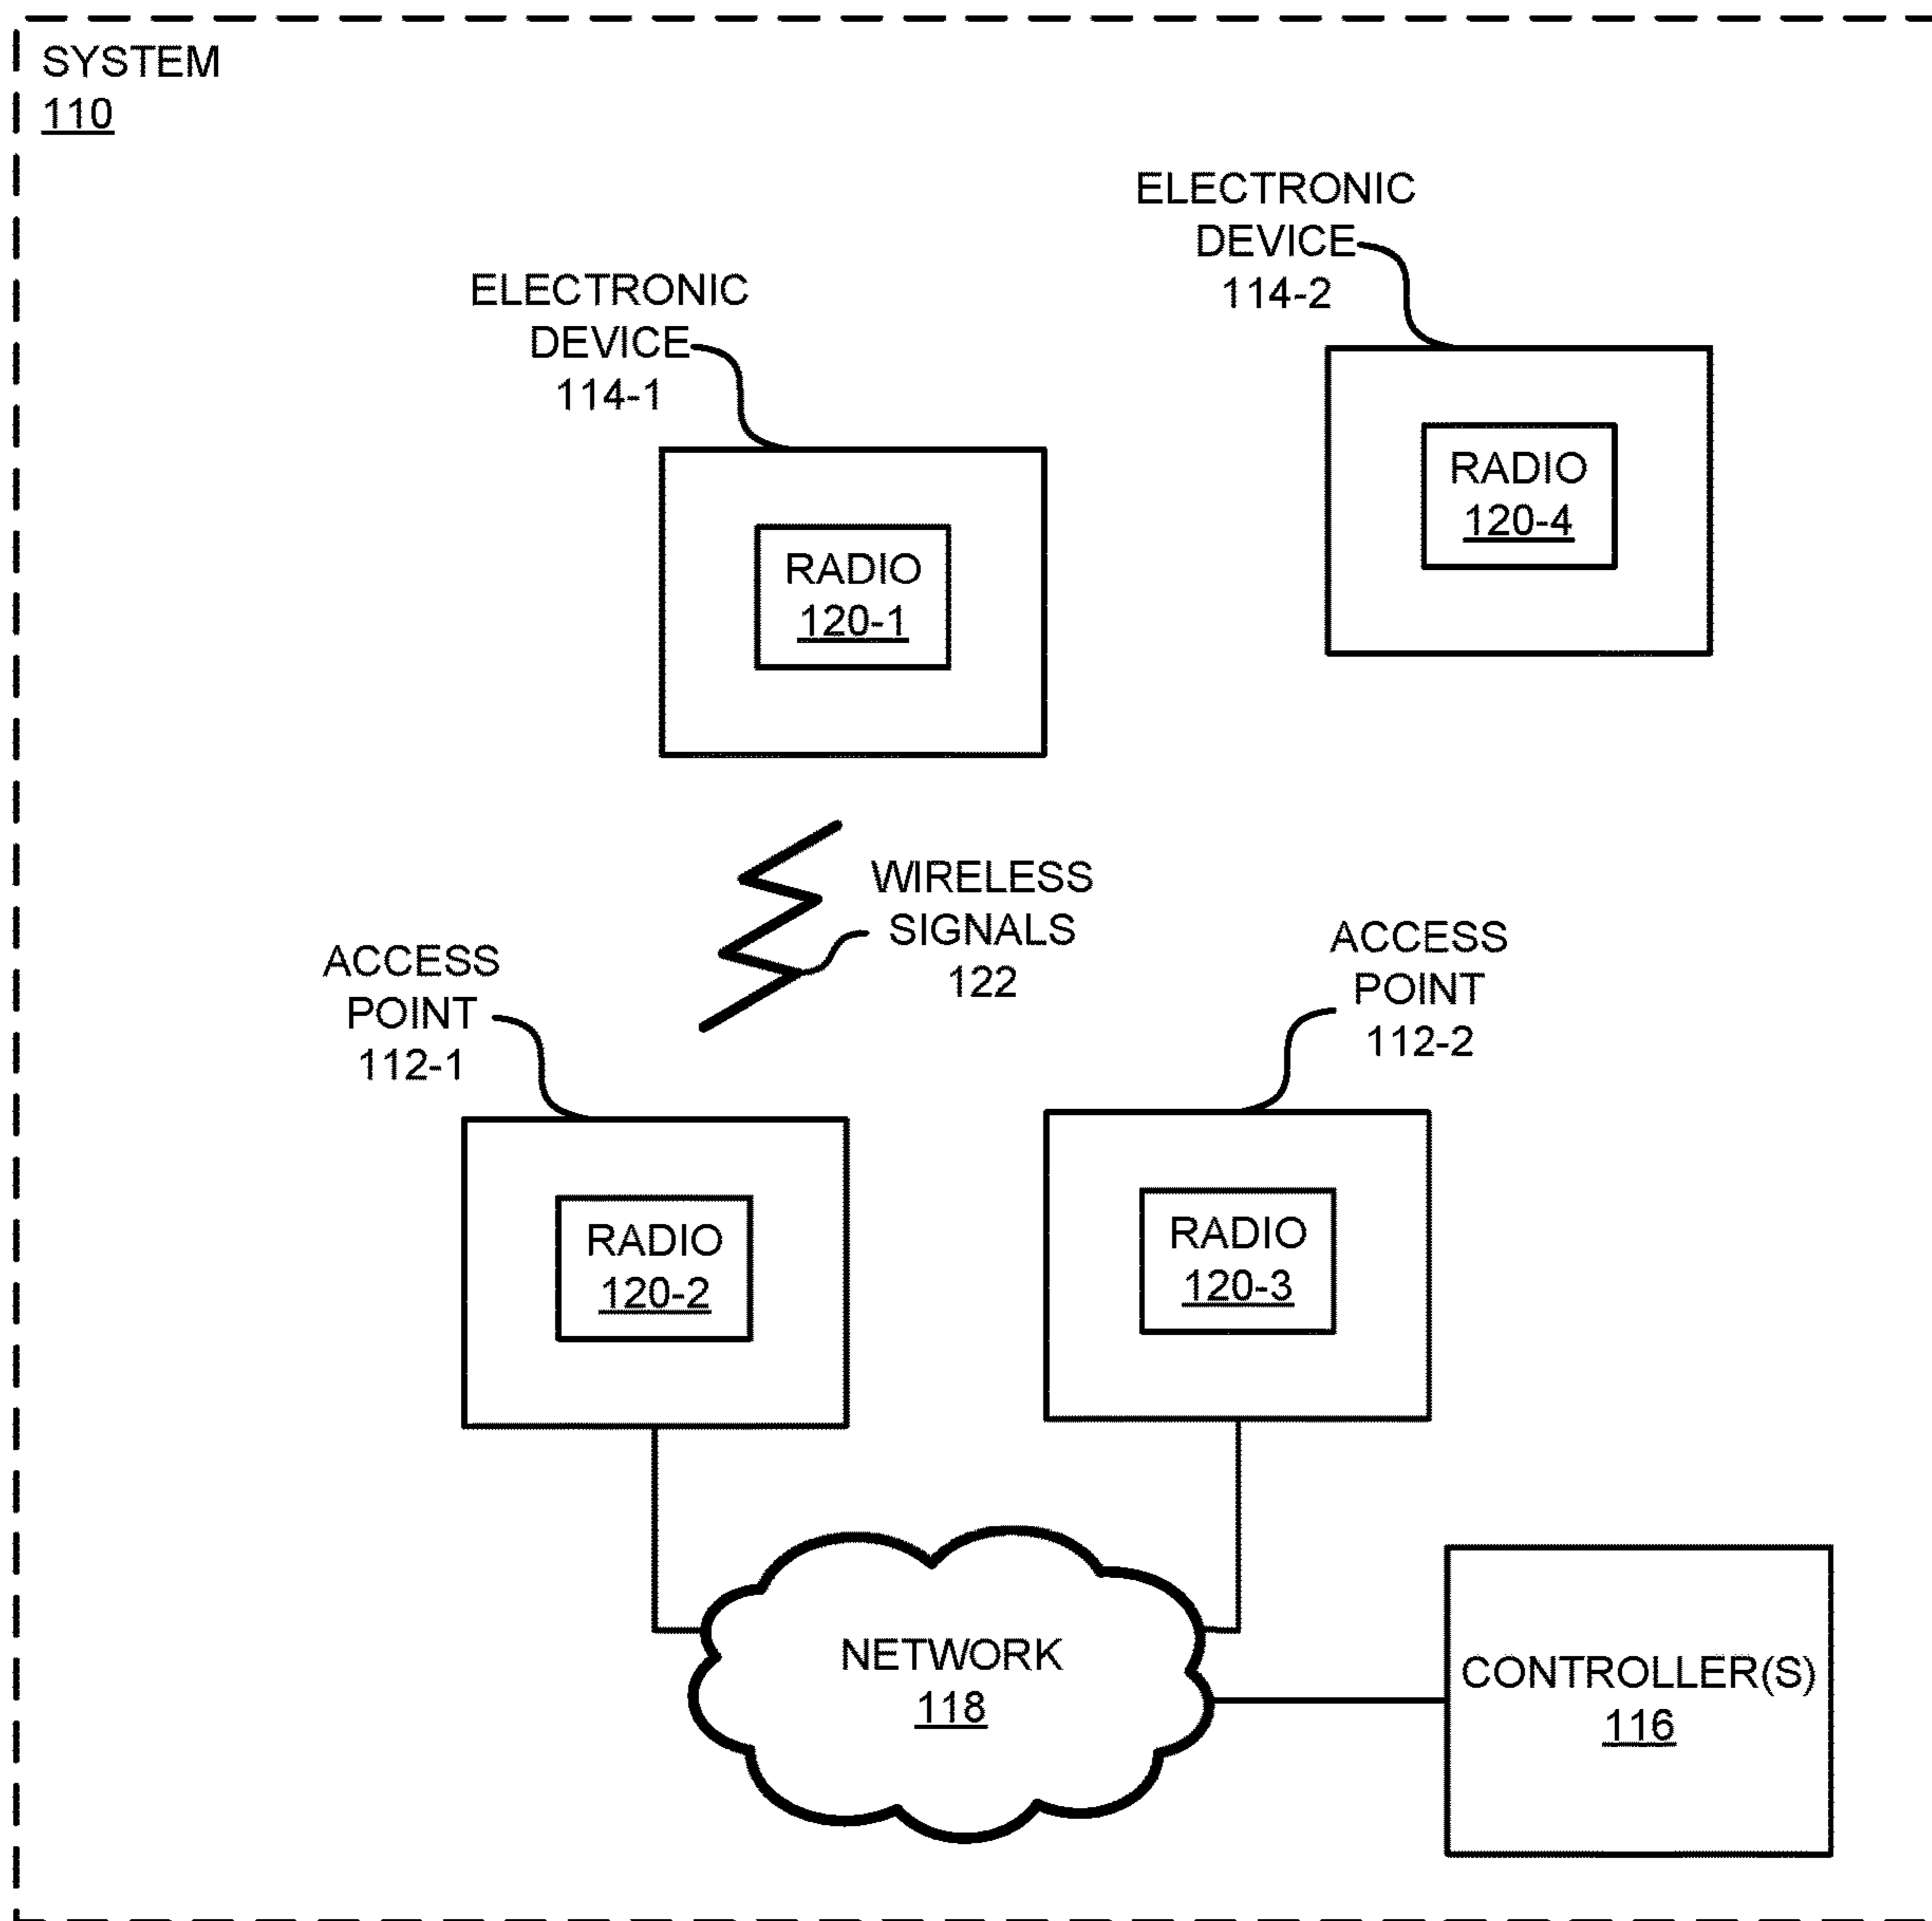 SYSTEM
110
ELECTRONIC
DEVICE
114-2
ELECTRONIC
DEVICE
114-1
RADIO
120-4
RADIO
120-1
WIRELESS
SIGNALS
122
ACCESS
POINT
112-1
ACCESS
POINT
112-2
RADIO
120-2
RADIO
120-3
NETWORK
118
CONTROLLER(S)
116